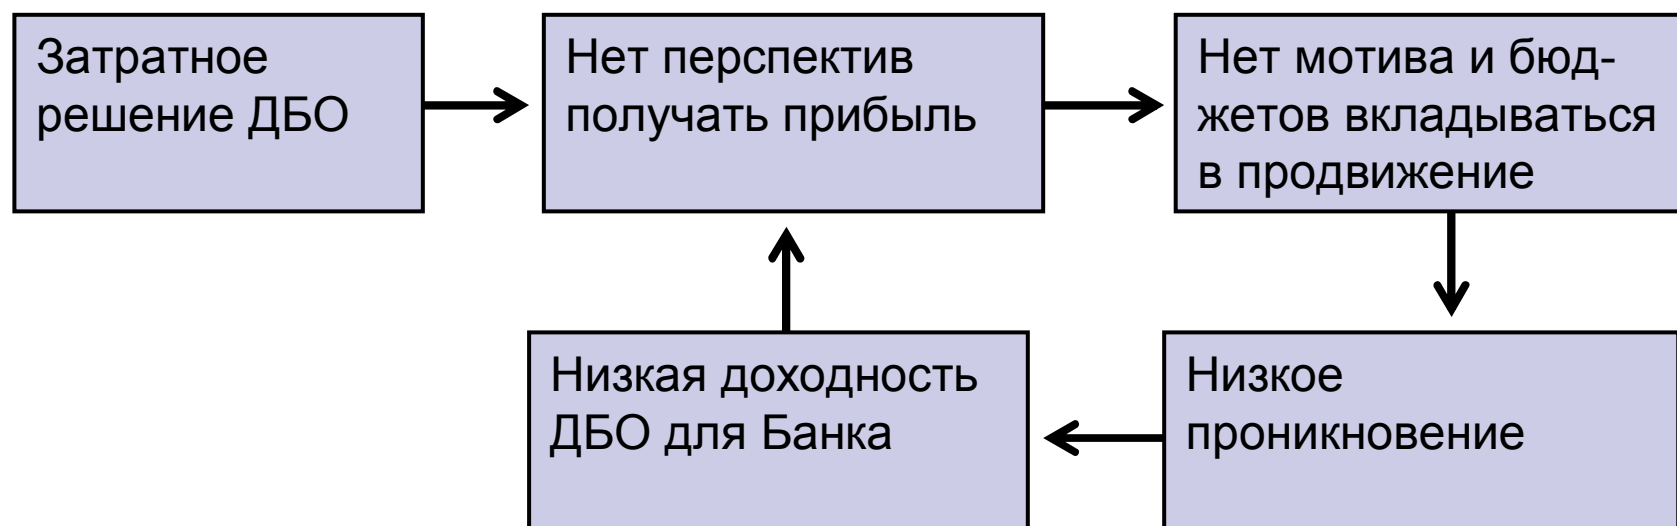 Затратное
решение ДБО
Нет перспектив
получать прибыль
Нет мотива и бюд-
жетов вкладываться
в продвижение
Низкое
проникновение
Низкая доходность
ДБО для Банка